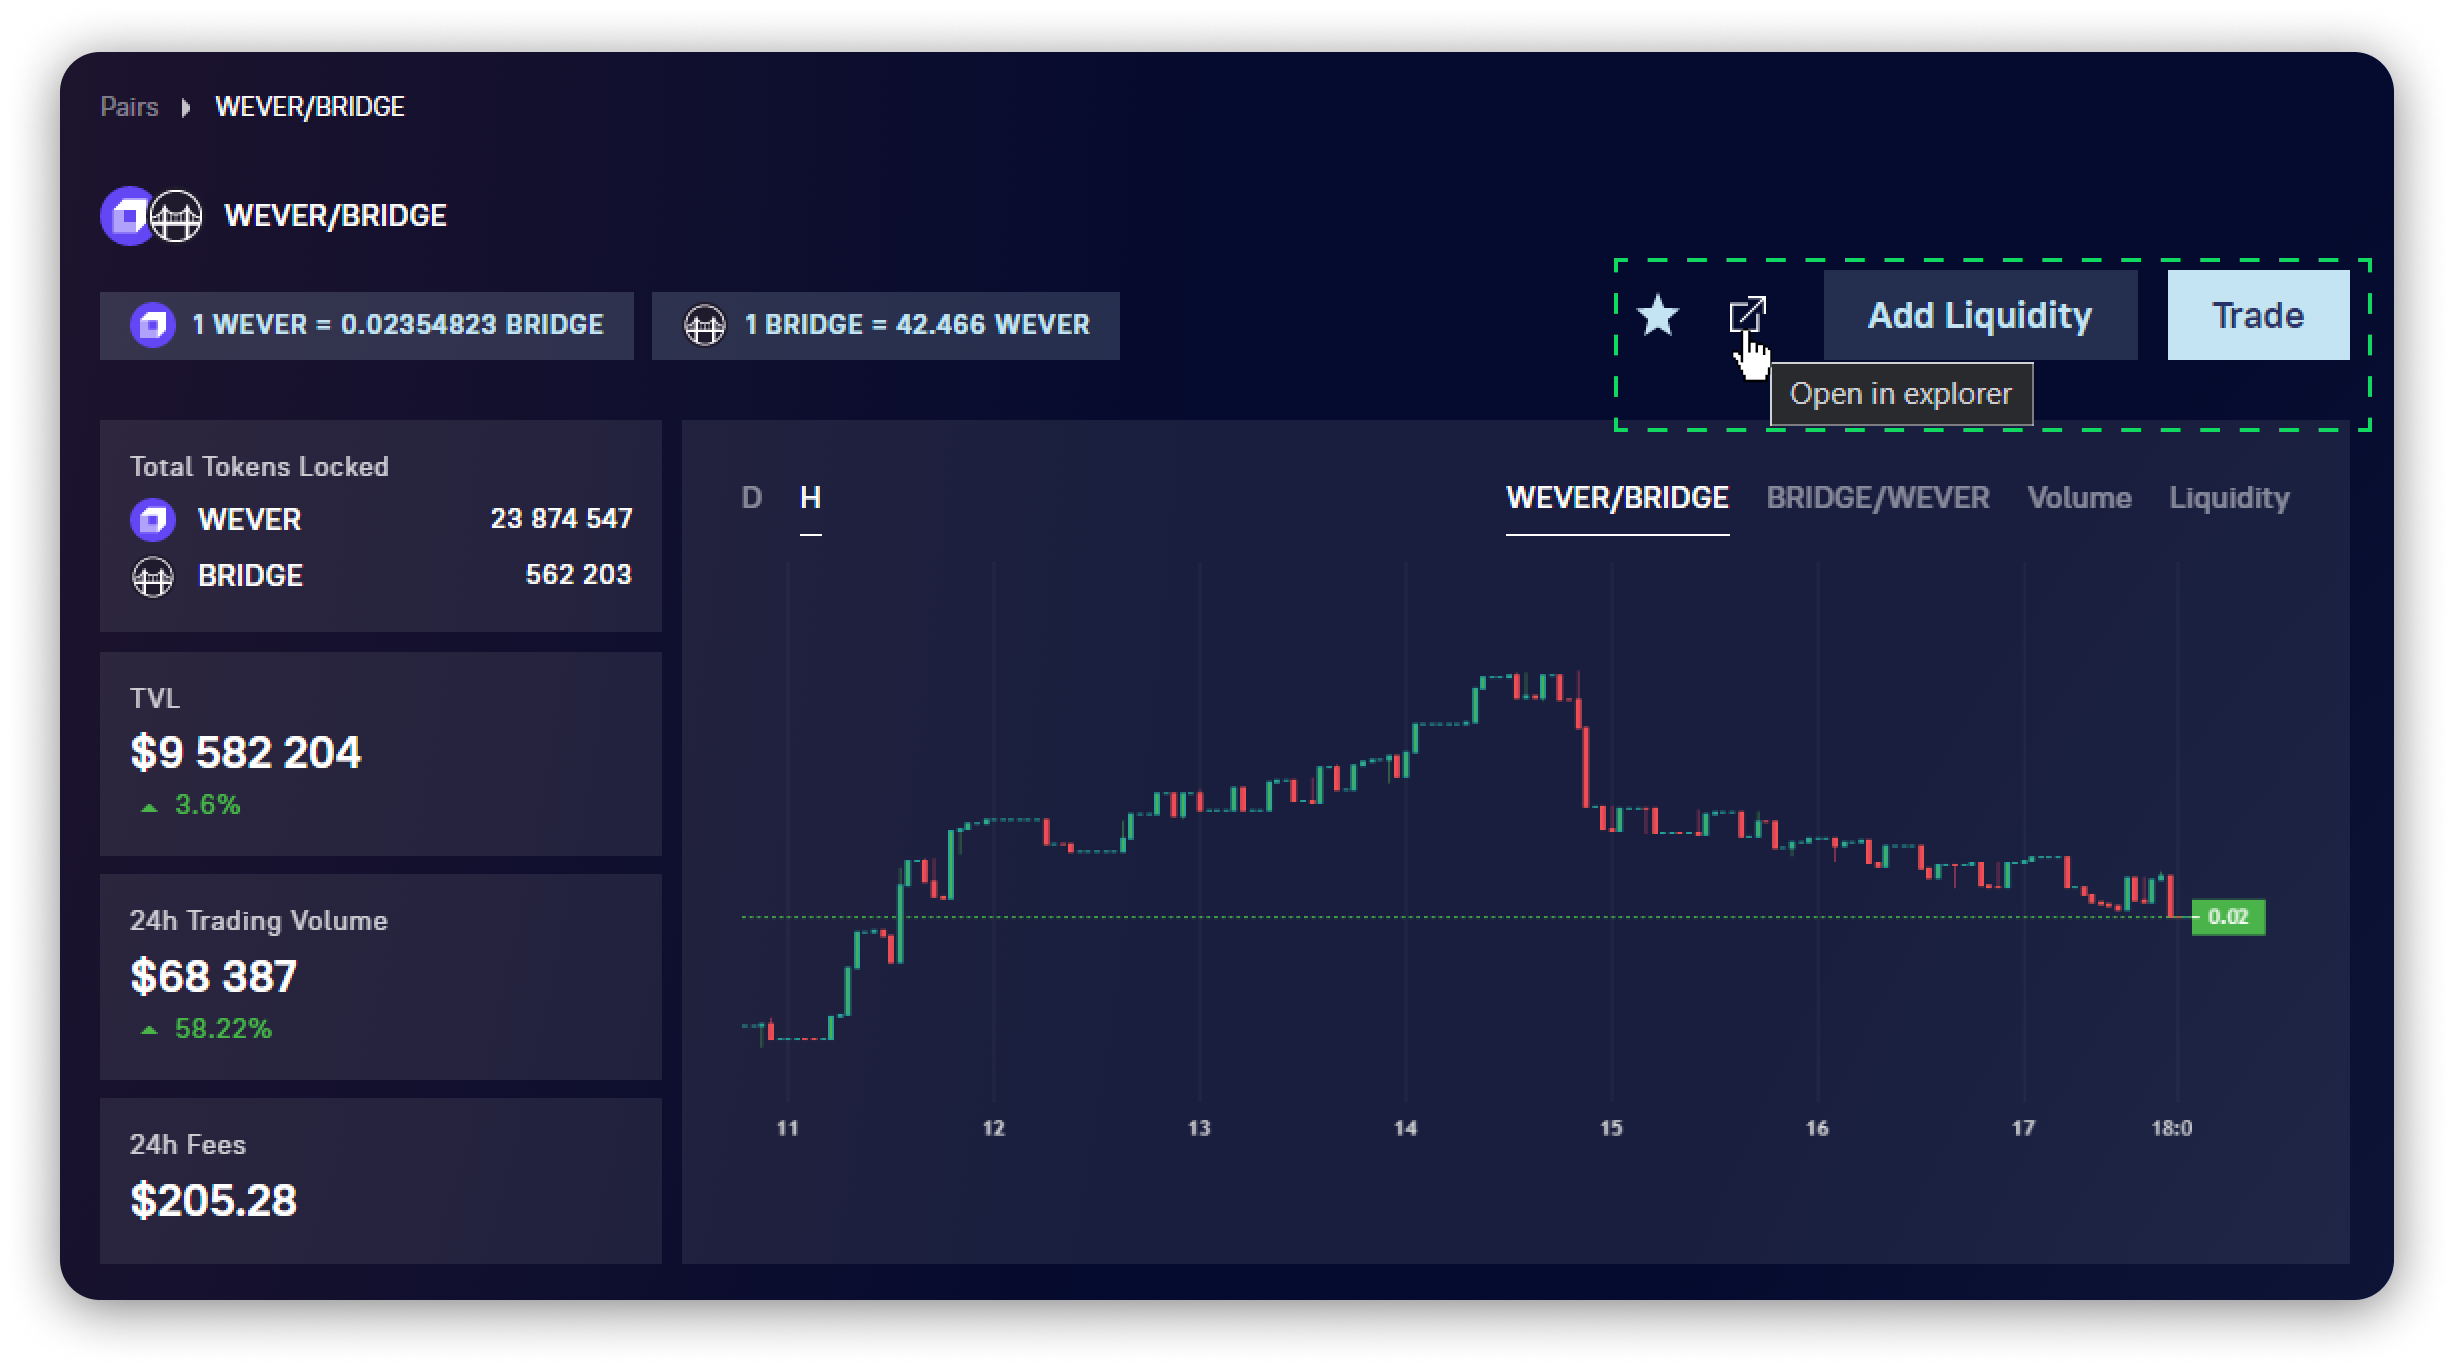 Pairs WEVER/BRIDGE
WEVER/BRIDGE
1 WEVER = 0.02354823 BRIDGE
1 BRIDGE = 42.466 WEVER
Add Liquidity
Trade
Open in explorer
Total Tokens Locked
WEVER 23 874 547
BRIDGE 562 203
TVL
$9 582 204
3.6%
24h Trading Volume
$68 387
58.22%
24h Fees
$205.28
D H
WEVER/BRIDGE BRIDGE/WEVER Volume Liquidity
0.02
11 12 13 14 15 16 17 18:0